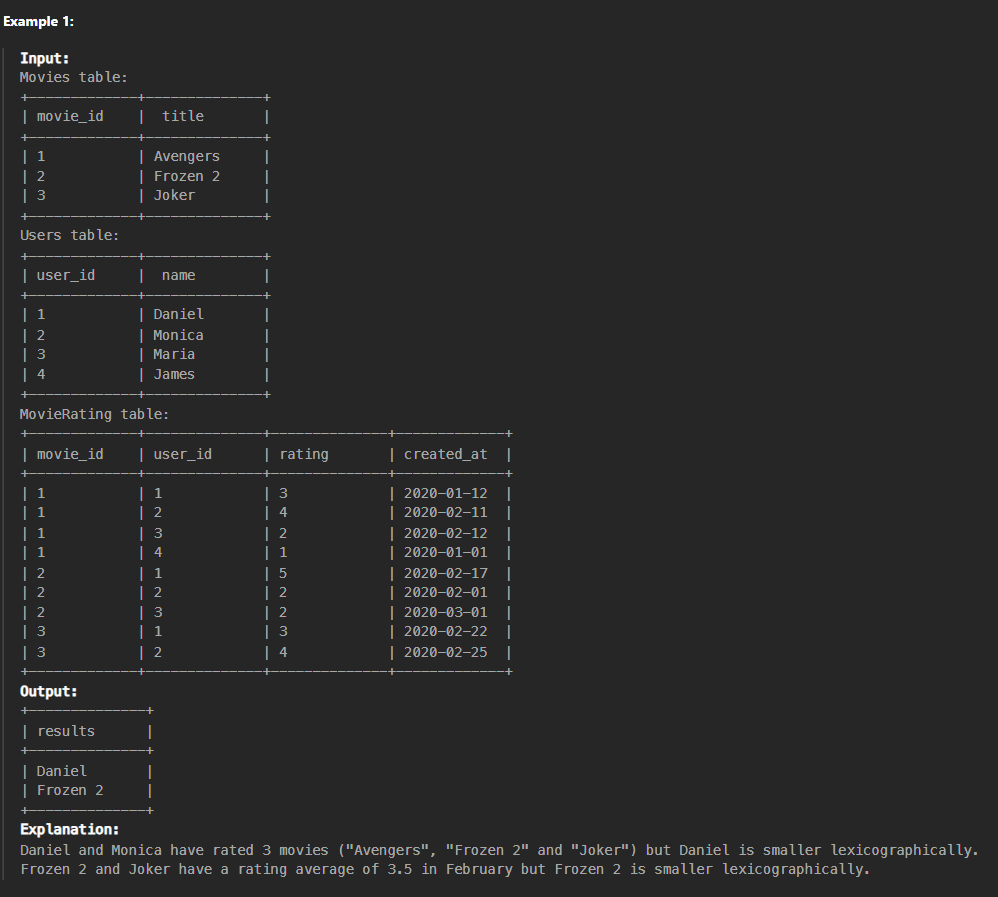 Example 1:
Input:
Movies table:
+-------------+--------------+
| movie_id    |  title       |
+-------------+--------------+
| 1           | Avengers     |
| 2           | Frozen 2     |
| 3           | Joker        |
+-------------+--------------+
Users table:
+-------------+--------------+
| user_id     |  name        |
+-------------+--------------+
| 1           | Daniel       |
| 2           | Monica       |
| 3           | Maria        |
| 4           | James        |
+-------------+--------------+
MovieRating table:
+-------------+--------------+--------------+-------------+
| movie_id    | user_id      | rating       | created_at  |
+-------------+--------------+--------------+-------------+
| 1           | 1            | 3            | 2020-01-12  |
| 1           | 2            | 4            | 2020-02-11  |
| 1           | 3            | 2            | 2020-02-12  |
| 1           | 4            | 1            | 2020-01-01  |
| 2           | 1            | 5            | 2020-02-17  |
| 2           | 2            | 2            | 2020-02-01  |
| 2           | 3            | 2            | 2020-03-01  |
| 3           | 1            | 3            | 2020-02-22  |
| 3           | 2            | 4            | 2020-02-25  |
+-------------+--------------+--------------+-------------+
Output:
+--------------+
| results      |
+--------------+
| Daniel       |
| Frozen 2     |
+--------------+
Explanation:
Daniel and Monica have rated 3 movies ("Avengers", "Frozen 2" and "Joker") but Daniel is smaller lexicographically.
Frozen 2 and Joker have a rating average of 3.5 in February but Frozen 2 is smaller lexicographically.